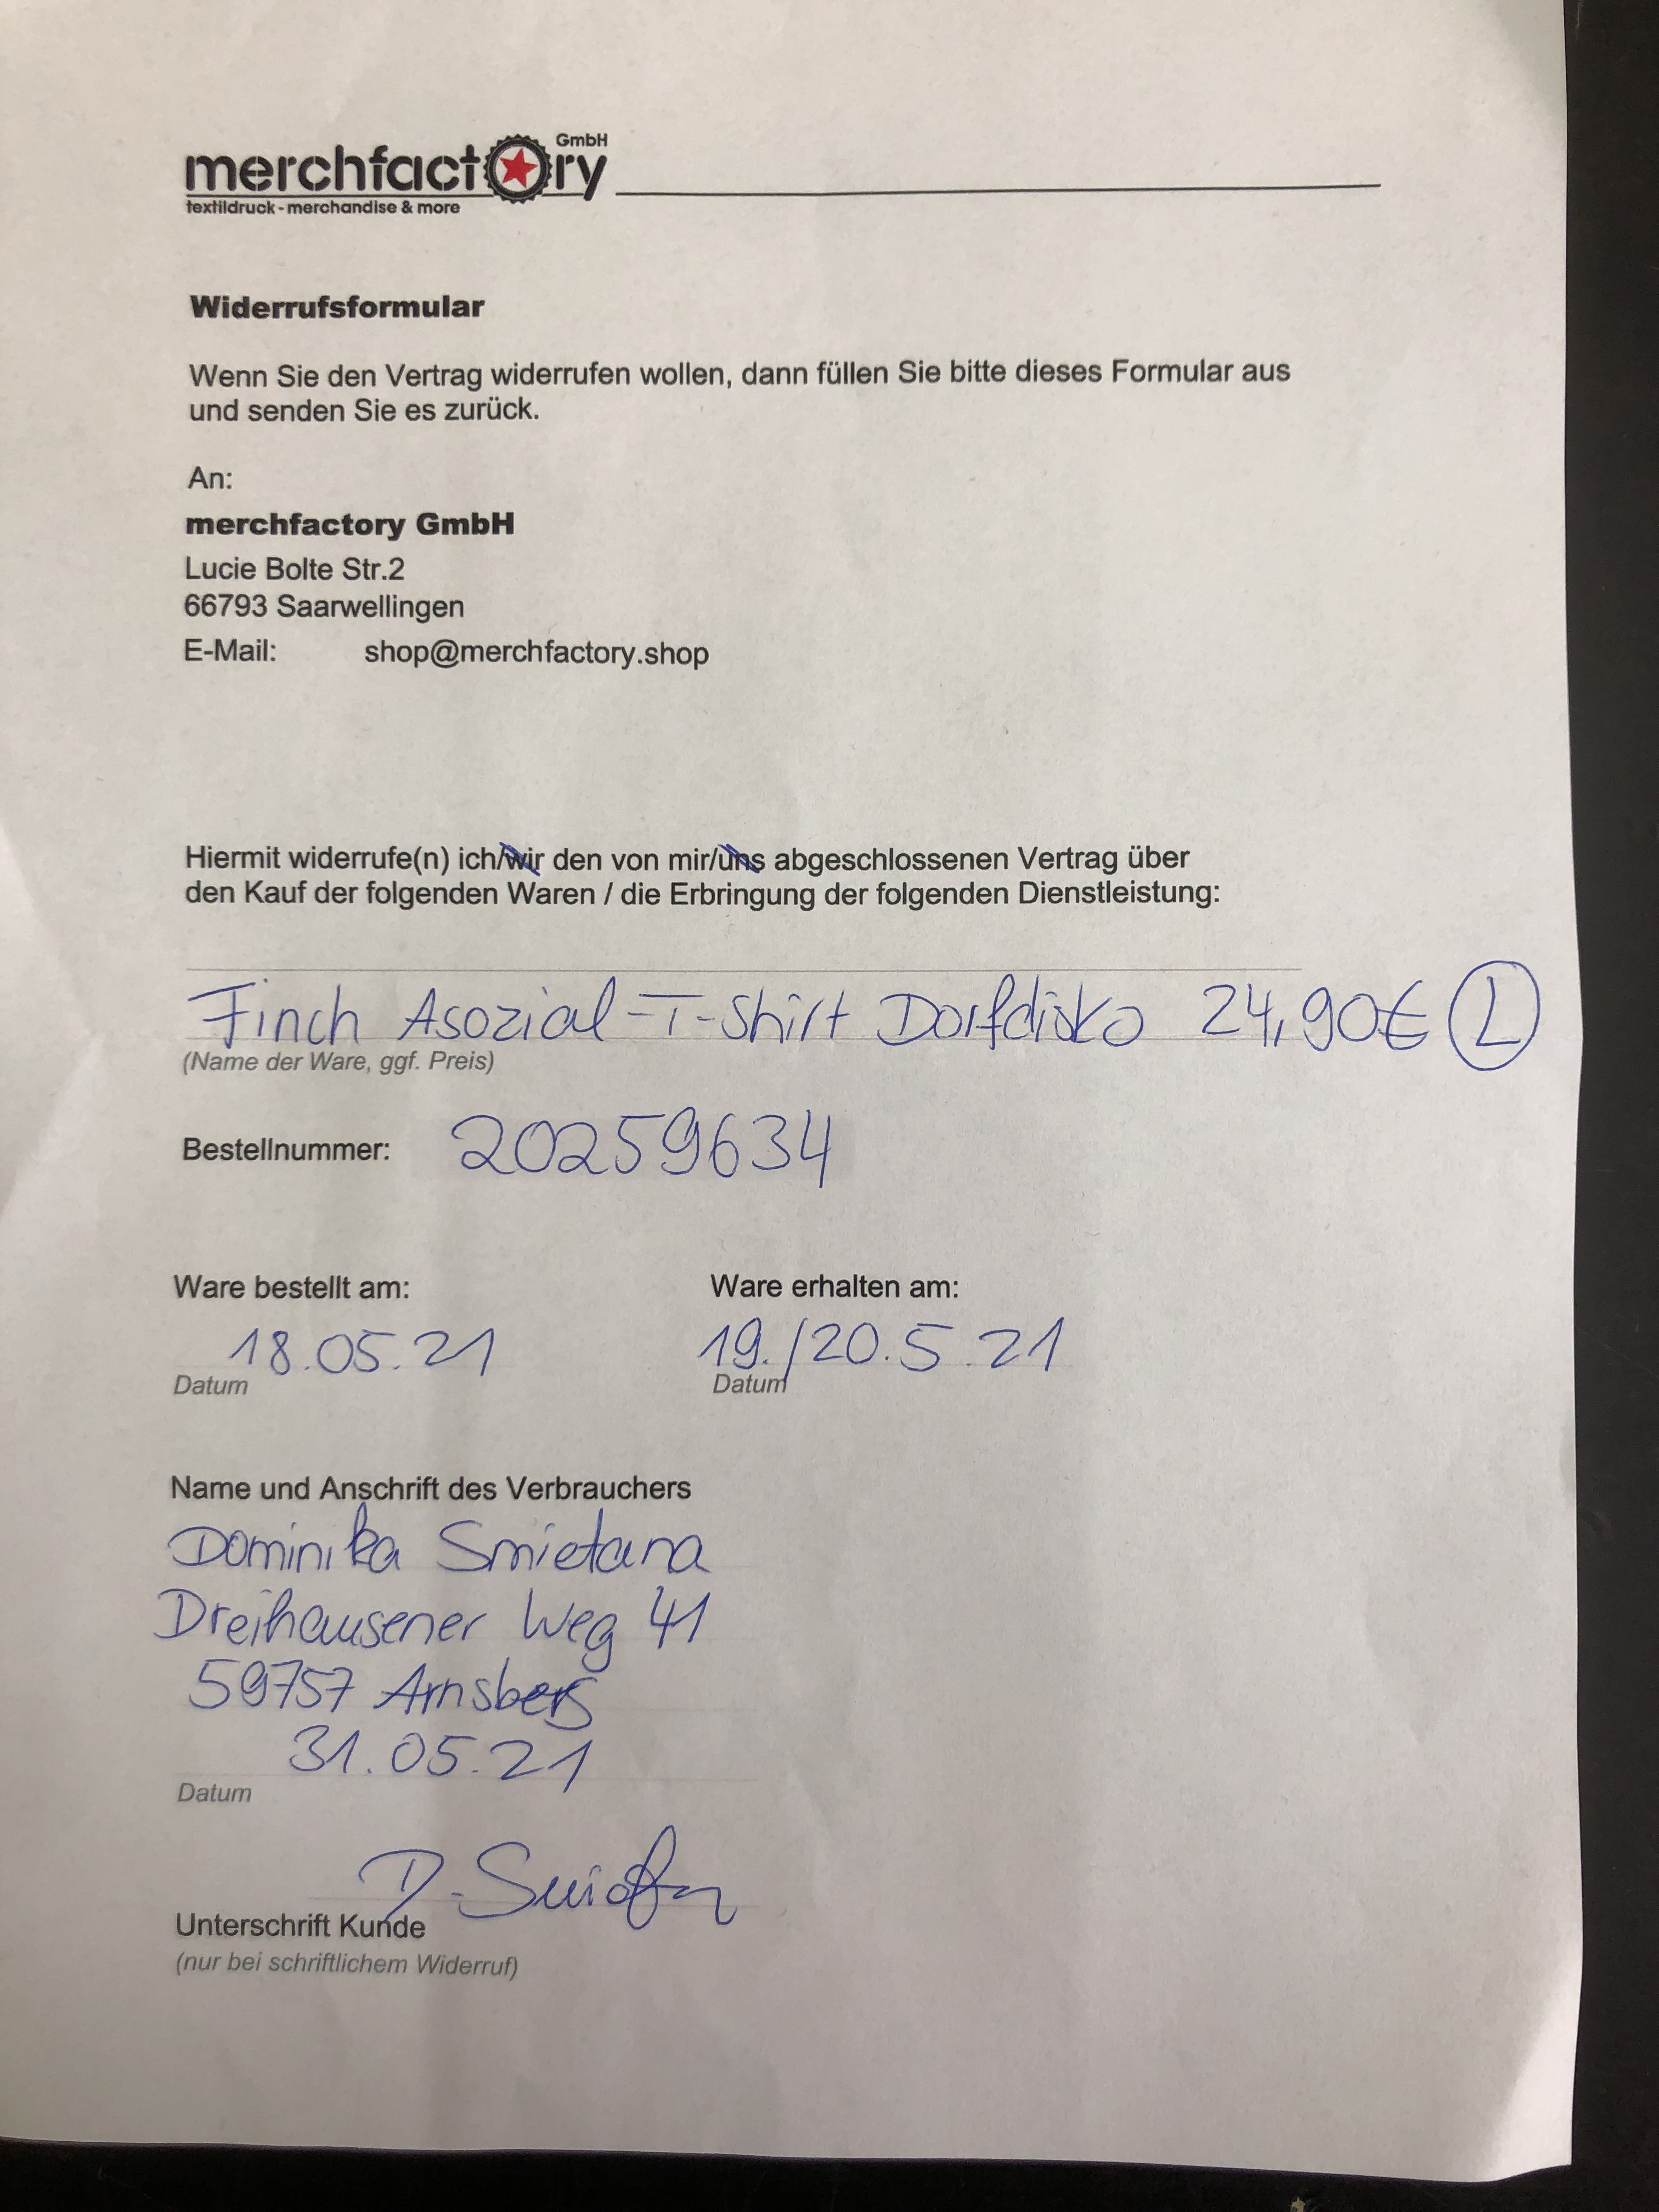 merchfactory GmbH
textildruck - merchandise & more
Widerrufsformular
Wenn Sie den Vertrag widerrufen wollen, dann füllen Sie bitte dieses Formular aus
und senden Sie es zurück.
An:
merchfactory GmbH
Lucie Bolte Str.2
66793 Saarwellingen
E-Mail: shop@merchfactory.shop
Hiermit widerrufe(n) ich/wir den von mir/uns abgeschlossenen Vertrag über
den Kauf der folgenden Waren / die Erbringung der folgenden Dienstleistung:
Finch Asozial - T-Shirt Dorfdisko 24,90€ L
(Name der Ware, ggf. Preis)
Bestellnummer: 20259634
Ware bestellt am: Ware erhalten am:
18.05.21 19./20.5.21
Datum Datum
Name und Anschrift des Verbrauchers
Dominika Smietana
Dreihausener Weg 41
59757 Arnsberg
31.05.21
Datum
Unterschrift Kunde
(nur bei schriftlichem Widerruf)